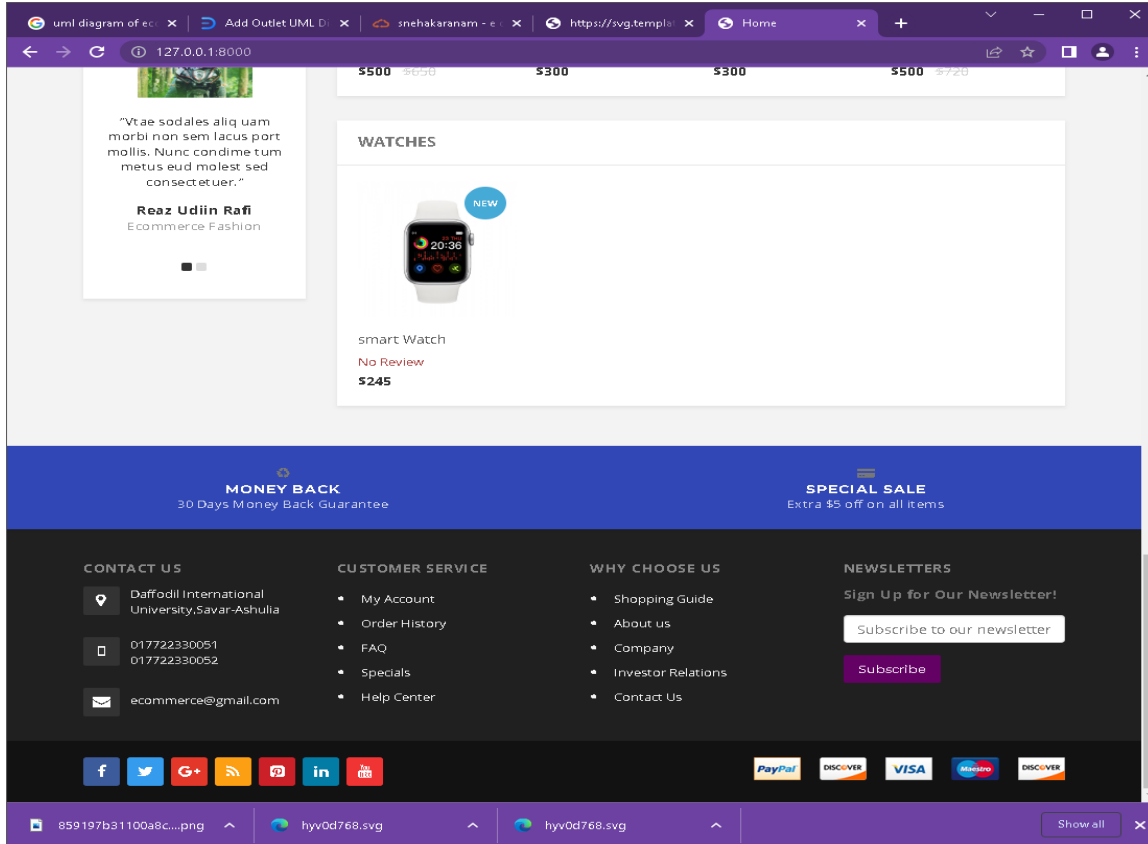 uml diagram of ec
Add Outlet UML Di
snehakaranam - e c
https://svg.templat
Home
127.0.0.1:8000
$500 $650
$300
$300
$500 $720
"Vtae sodales aliq uam
morbi non sem lacus port
mollis. Nunc condime tum
metus eud molest sed
consectetuer."
Reaz Udiin Rafi
Ecommerce Fashion
WATCHES
NEW
20:36
smart Watch
No Review
$245
MONEY BACK
30 Days Money Back Guarantee
SPECIAL SALE
Extra $5 off on all items
CONTACT US
Daffodil International
University,Savar-Ashulia
017722330051
017722330052
ecommerce@gmail.com
CUSTOMER SERVICE
My Account
Order History
FAQ
Specials
Help Center
WHY CHOOSE US
Shopping Guide
About us
Company
Investor Relations
Contact Us
NEWSLETTERS
Sign Up for Our Newsletter!
Subscribe to our newsletter
Subscribe
f
G+
in
You
PayPal
DISCOVER
VISA
Maestro
DISCOVER
859197b31100a8c....png
hyv0d768.svg
hyv0d768.svg
Show all